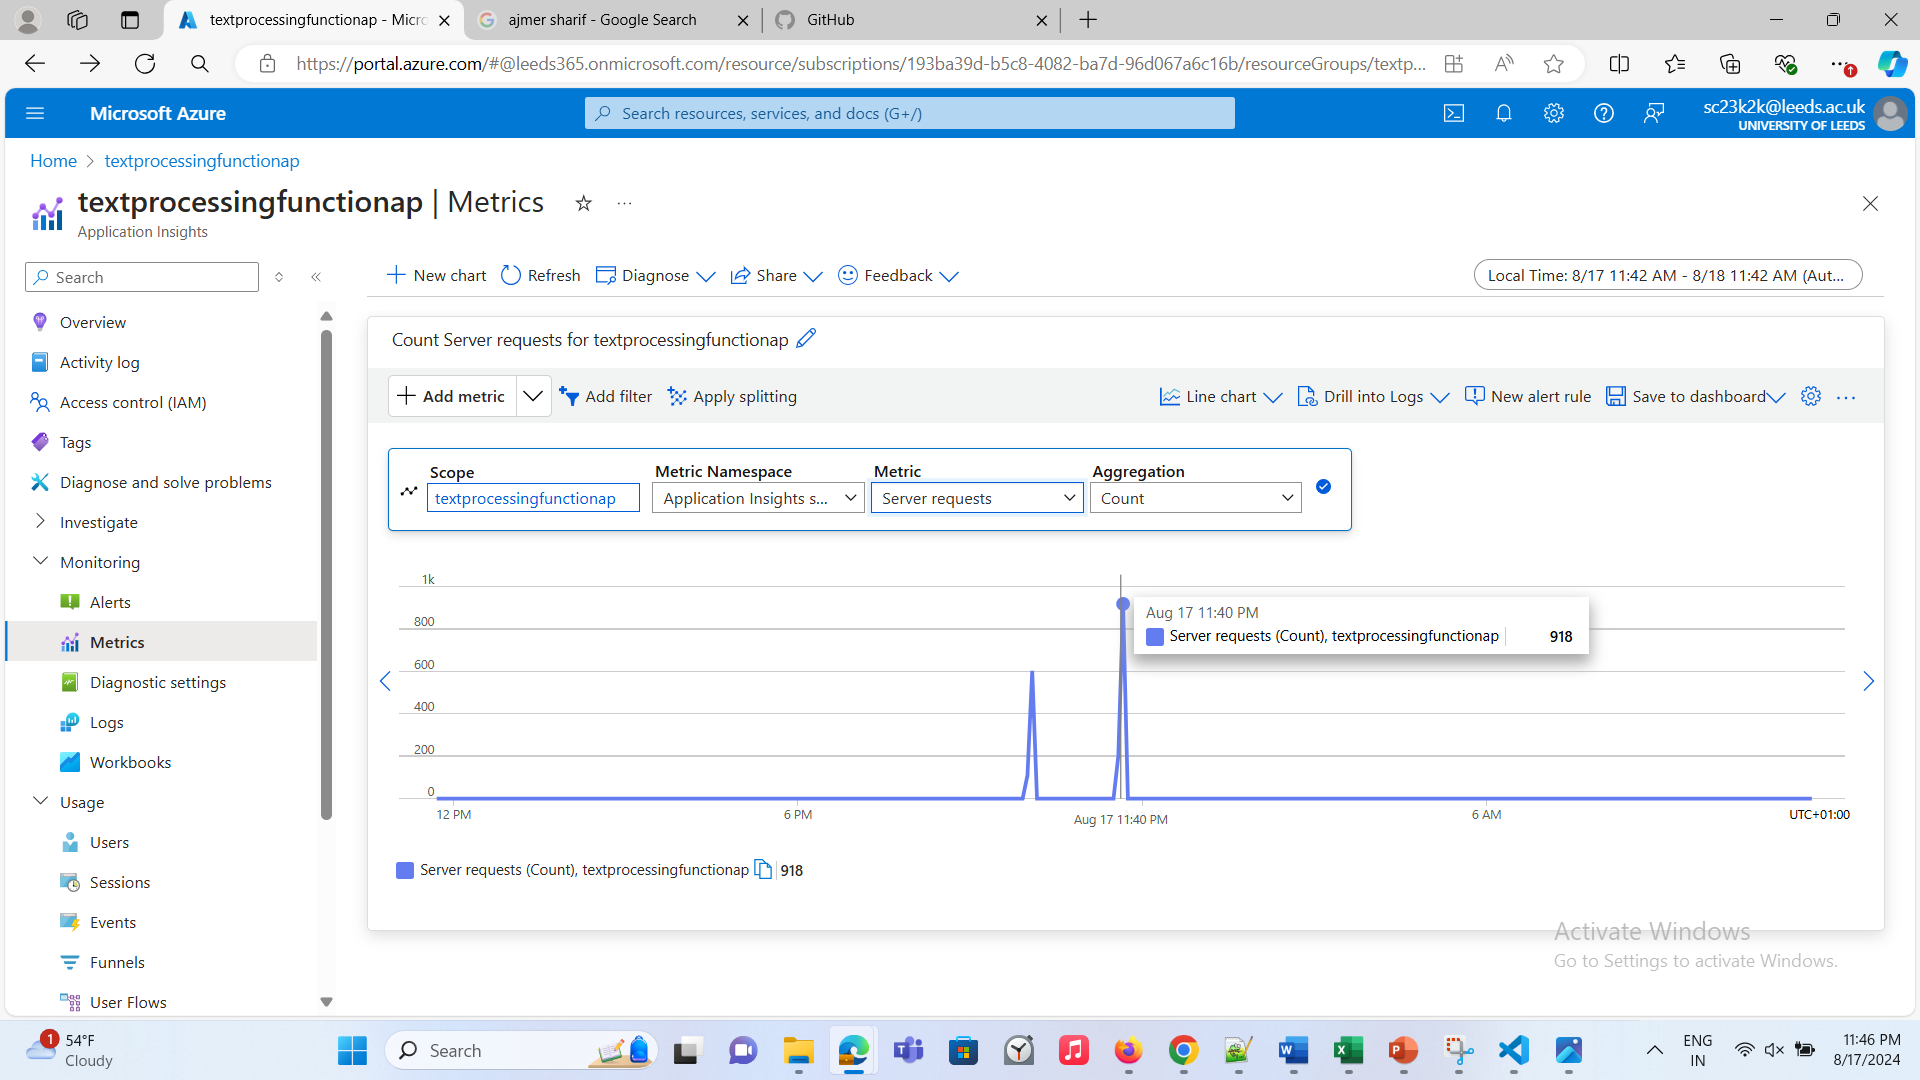 textprocessingfunctionap - Micro
ajmer sharif - Google Search
GitHub
https://portal.azure.com/#@leeds365.onmicrosoft.com/resource/subscriptions/193ba39d-b5c8-4082-ba7d-96d067a6c16b/resourceGroups/textp...
Microsoft Azure
Search resources, services, and docs (G+/)
sc23k2k@leeds.ac.uk
UNIVERSITY OF LEEDS
Home > textprocessingfunctionap
textprocessingfunctionap | Metrics
Application Insights
Search
New chart Refresh Diagnose Share Feedback
Local Time: 8/17 11:42 AM - 8/18 11:42 AM (Aut...
Overview
Activity log
Access control (IAM)
Tags
Diagnose and solve problems
Investigate
Monitoring
Alerts
Metrics
Diagnostic settings
Logs
Workbooks
Usage
Users
Sessions
Events
Funnels
User Flows
Count Server requests for textprocessingfunctionap
Add metric Add filter Apply splitting Line chart Drill into Logs New alert rule Save to dashboard
Scope Metric Namespace Metric Aggregation
textprocessingfunctionap Application Insights s... Server requests Count
1k
800
600
400
200
0
Aug 17 11:40 PM
Server requests (Count), textprocessingfunctionap 918
12 PM 6 PM Aug 17 11:40 PM 6 AM UTC+01:00
Server requests (Count), textprocessingfunctionap 918
Activate Windows
Go to Settings to activate Windows.
1
54°F
Cloudy
Search
ENG
IN
11:46 PM
8/17/2024